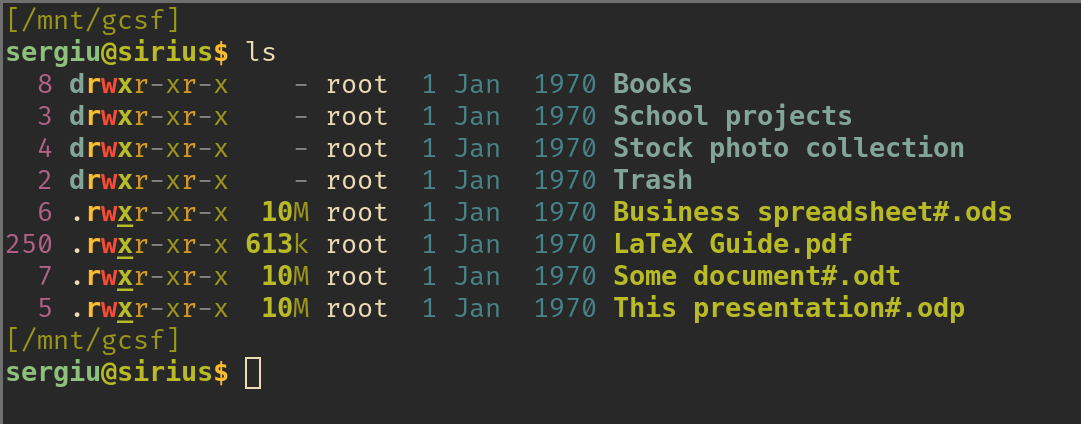 [/mnt/gcsf]
sergiu@sirius$ ls
8 drwxr-xr-x - root 1 Jan 1970 Books
3 drwxr-xr-x - root 1 Jan 1970 School projects
4 drwxr-xr-x - root 1 Jan 1970 Stock photo collection
2 drwxr-xr-x - root 1 Jan 1970 Trash
6 .rwxr-xr-x 10M root 1 Jan 1970 Business spreadsheet#.ods
250 .rwxr-xr-x 613k root 1 Jan 1970 LaTeX Guide.pdf
7 .rwxr-xr-x 10M root 1 Jan 1970 Some document#.odt
5 .rwxr-xr-x 10M root 1 Jan 1970 This presentation#.odp
[/mnt/gcsf]
sergiu@sirius$